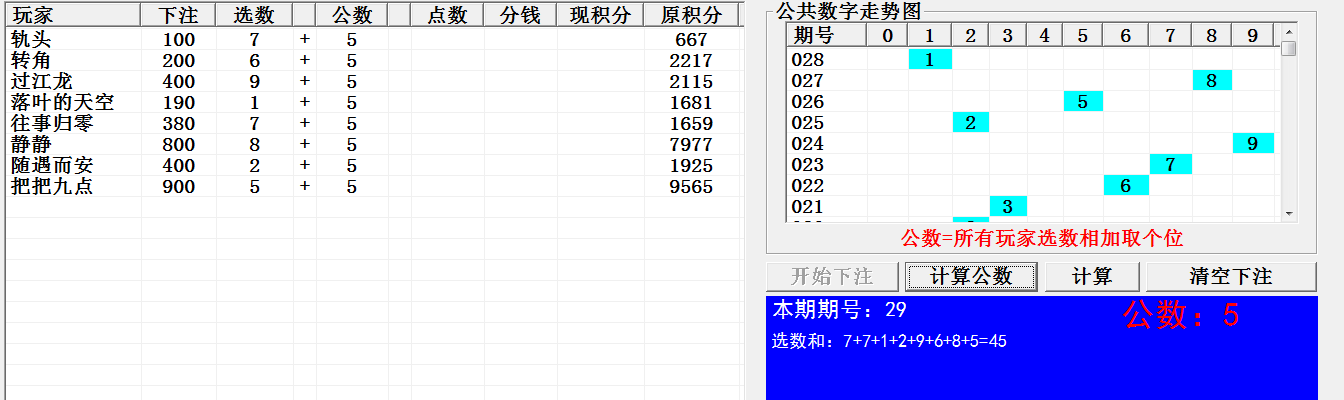 玩家 下注 选数 公数 点数 分钱 现积分 原积分
轨头 100 7 + 5 667
转角 200 6 + 5 2217
过江龙 400 9 + 5 2115
落叶的天空 190 1 + 5 1681
往事归零 380 7 + 5 1659
静静 800 8 + 5 7977
随遇而安 400 2 + 5 1925
把把九点 900 5 + 5 9565
公共数字走势图
期号 0 1 2 3 4 5 6 7 8 9
028 1
027 8
026 5
025 2
024 9
023 7
022 6
021 3
公数=所有玩家选数相加取个位
开始下注 计算公数 计算 清空下注
本期期号：29 公数：5
选数和：7+7+1+2+9+6+8+5=45